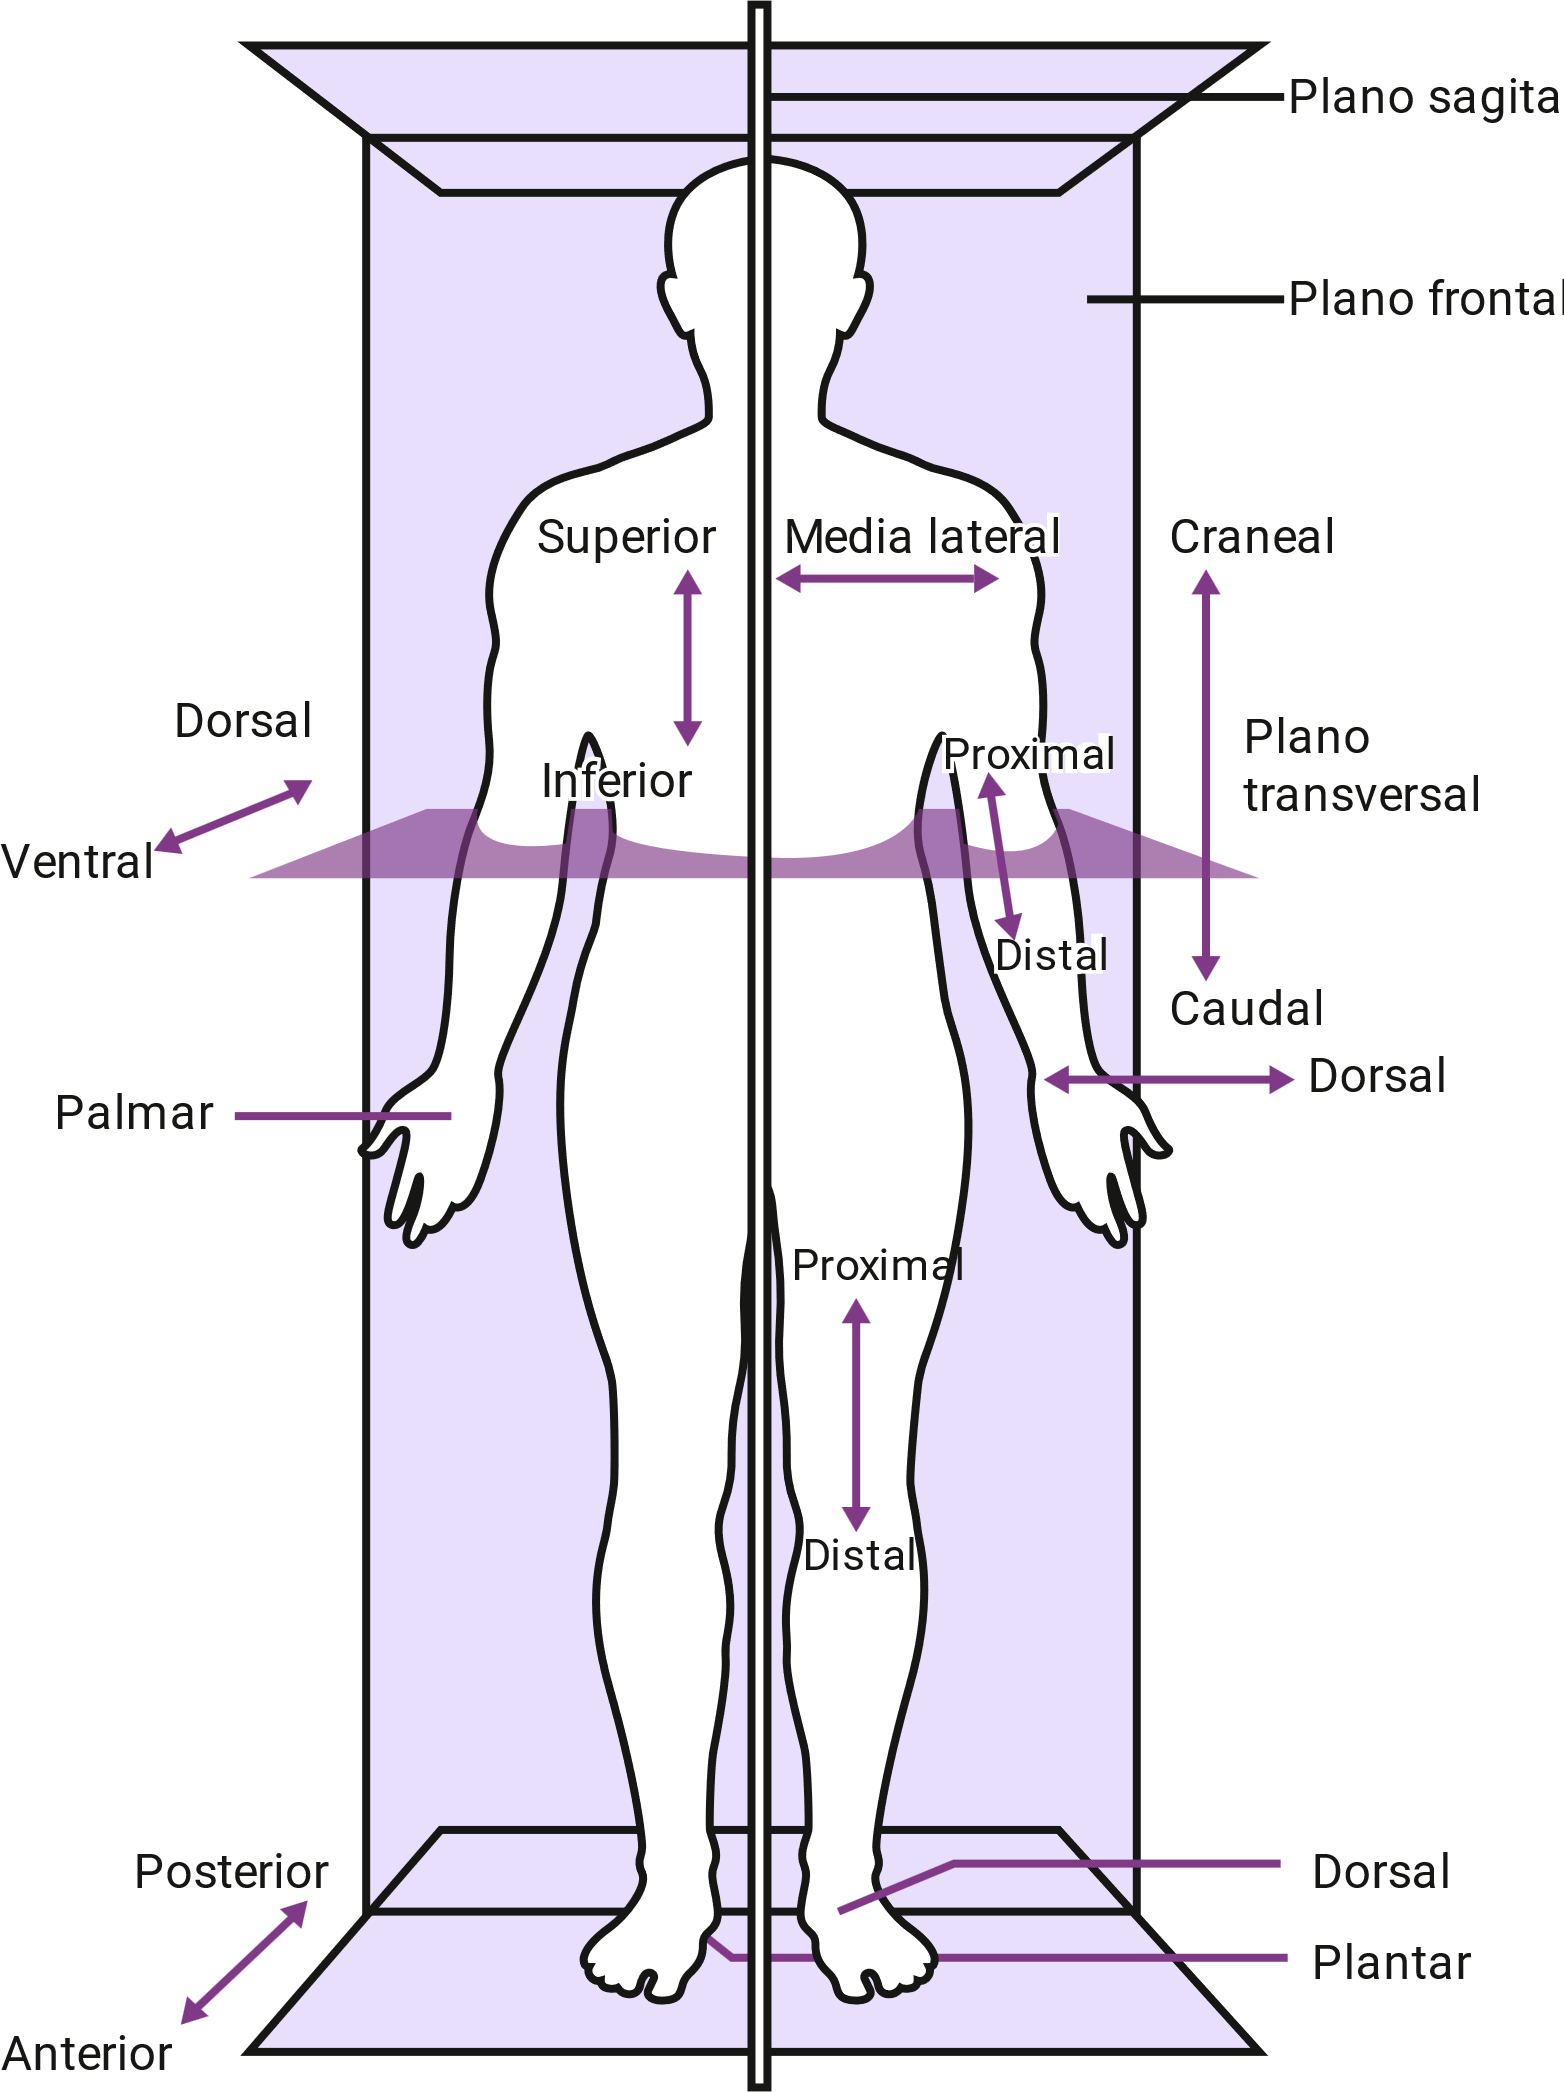 Plano sagita
Plano frontal
Superior
Media lateral
Craneal
Dorsal
Plano
transversal
Proximal
Inferior
Ventral
Distal
Caudal
Dorsal
Palmar
Proximal
Distal
Posterior
Dorsal
Plantar
Anterior